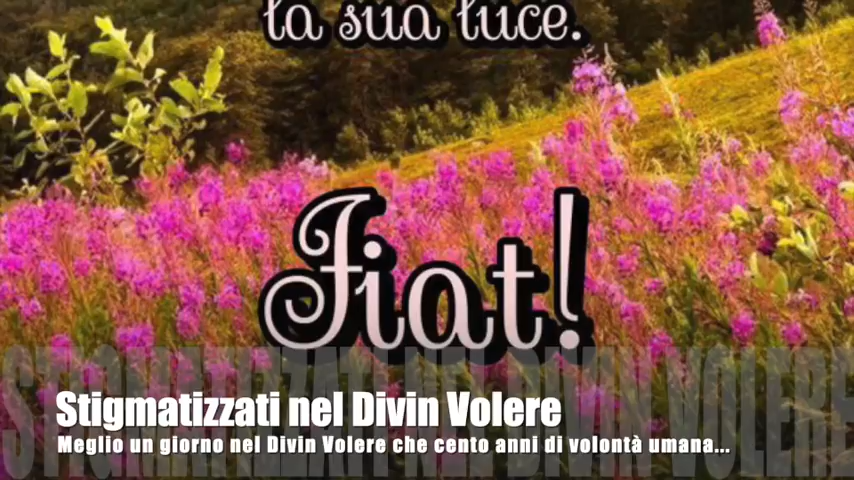 la sua luce.
Fiat!
STIGMATIZZATI NEL DIVIN VOLERE
Stigmatizzati nel Divin Volere
Meglio un giorno nel Divin Volere che cento anni di volontà umana...